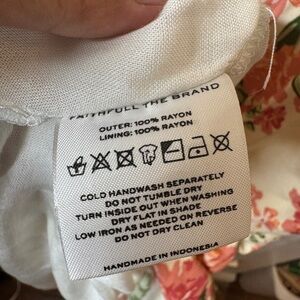 FAITHFULL THE BRAND
OUTER: 100% RAYON
LINING: 100% RAYON
COLD HANDWASH SEPARATELY
DO NOT TUMBLE DRY
TURN INSIDE OUT WHEN WASHING
DRY FLAT IN SHADE
LOW IRON AS NEEDED ON REVERSE
DO NOT DRY CLEAN
HANDMADE IN INDONESIA